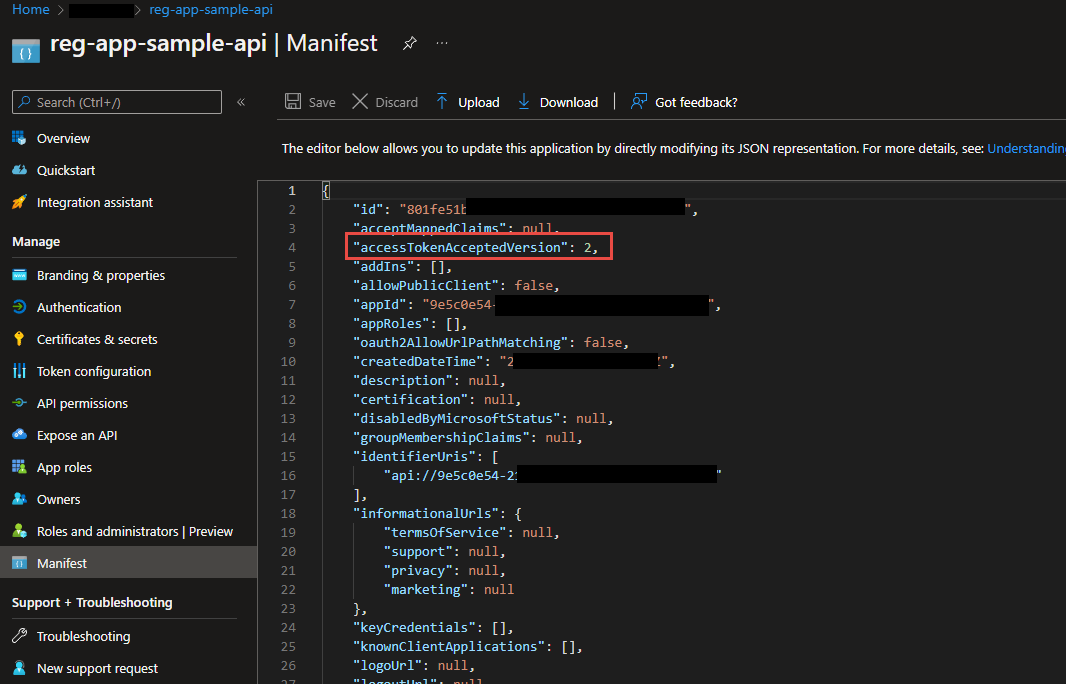 Home > > reg-app-sample-api
reg-app-sample-api | Manifest ...
Search (Ctrl+/) «
Save Discard Upload Download | Got feedback?
Overview
Quickstart
Integration assistant
Manage
Branding & properties
Authentication
Certificates & secrets
Token configuration
API permissions
Expose an API
App roles
Owners
Roles and administrators | Preview
Manifest
Support + Troubleshooting
Troubleshooting
New support request
The editor below allows you to update this application by directly modifying its JSON representation. For more details, see: Understandin
1 {
2 "id": "801fe51b ",
3 "acceptMappedClaims": null,
4 "accessTokenAcceptedVersion": 2,
5 "addIns": [],
6 "allowPublicClient": false,
7 "appId": "9e5c0e54- ",
8 "appRoles": [],
9 "oauth2AllowUrlPathMatching": false,
10 "createdDateTime": "2 ",
11 "description": null,
12 "certification": null,
13 "disabledByMicrosoftStatus": null,
14 "groupMembershipClaims": null,
15 "identifierUris": [
16 "api://9e5c0e54-21 "
17 ],
18 "informationalUrls": {
19 "termsOfService": null,
20 "support": null,
21 "privacy": null,
22 "marketing": null
23 },
24 "keyCredentials": [],
25 "knownClientApplications": [],
26 "logoUrl": null,
27 "logoutUrl": null,